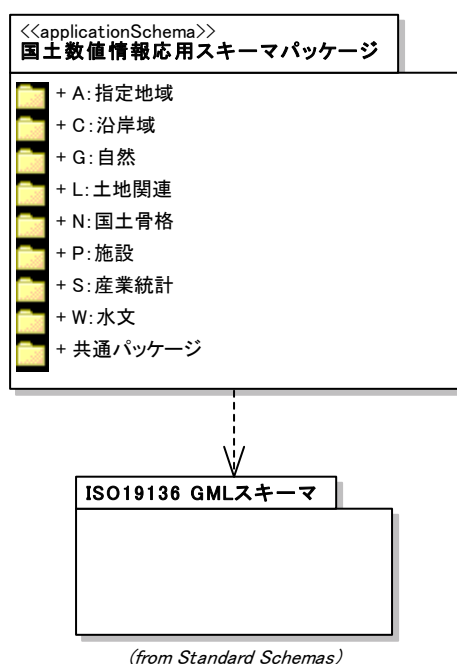 <<applicationSchema>>
国土数値情報応用スキーマパッケージ
+ A:指定地域
+ C:沿岸域
+ G:自然
+ L:土地関連
+ N:国土骨格
+ P:施設
+ S:産業統計
+ W:水文
+ 共通パッケージ
ISO19136 GMLスキーマ
(from Standard Schemas)